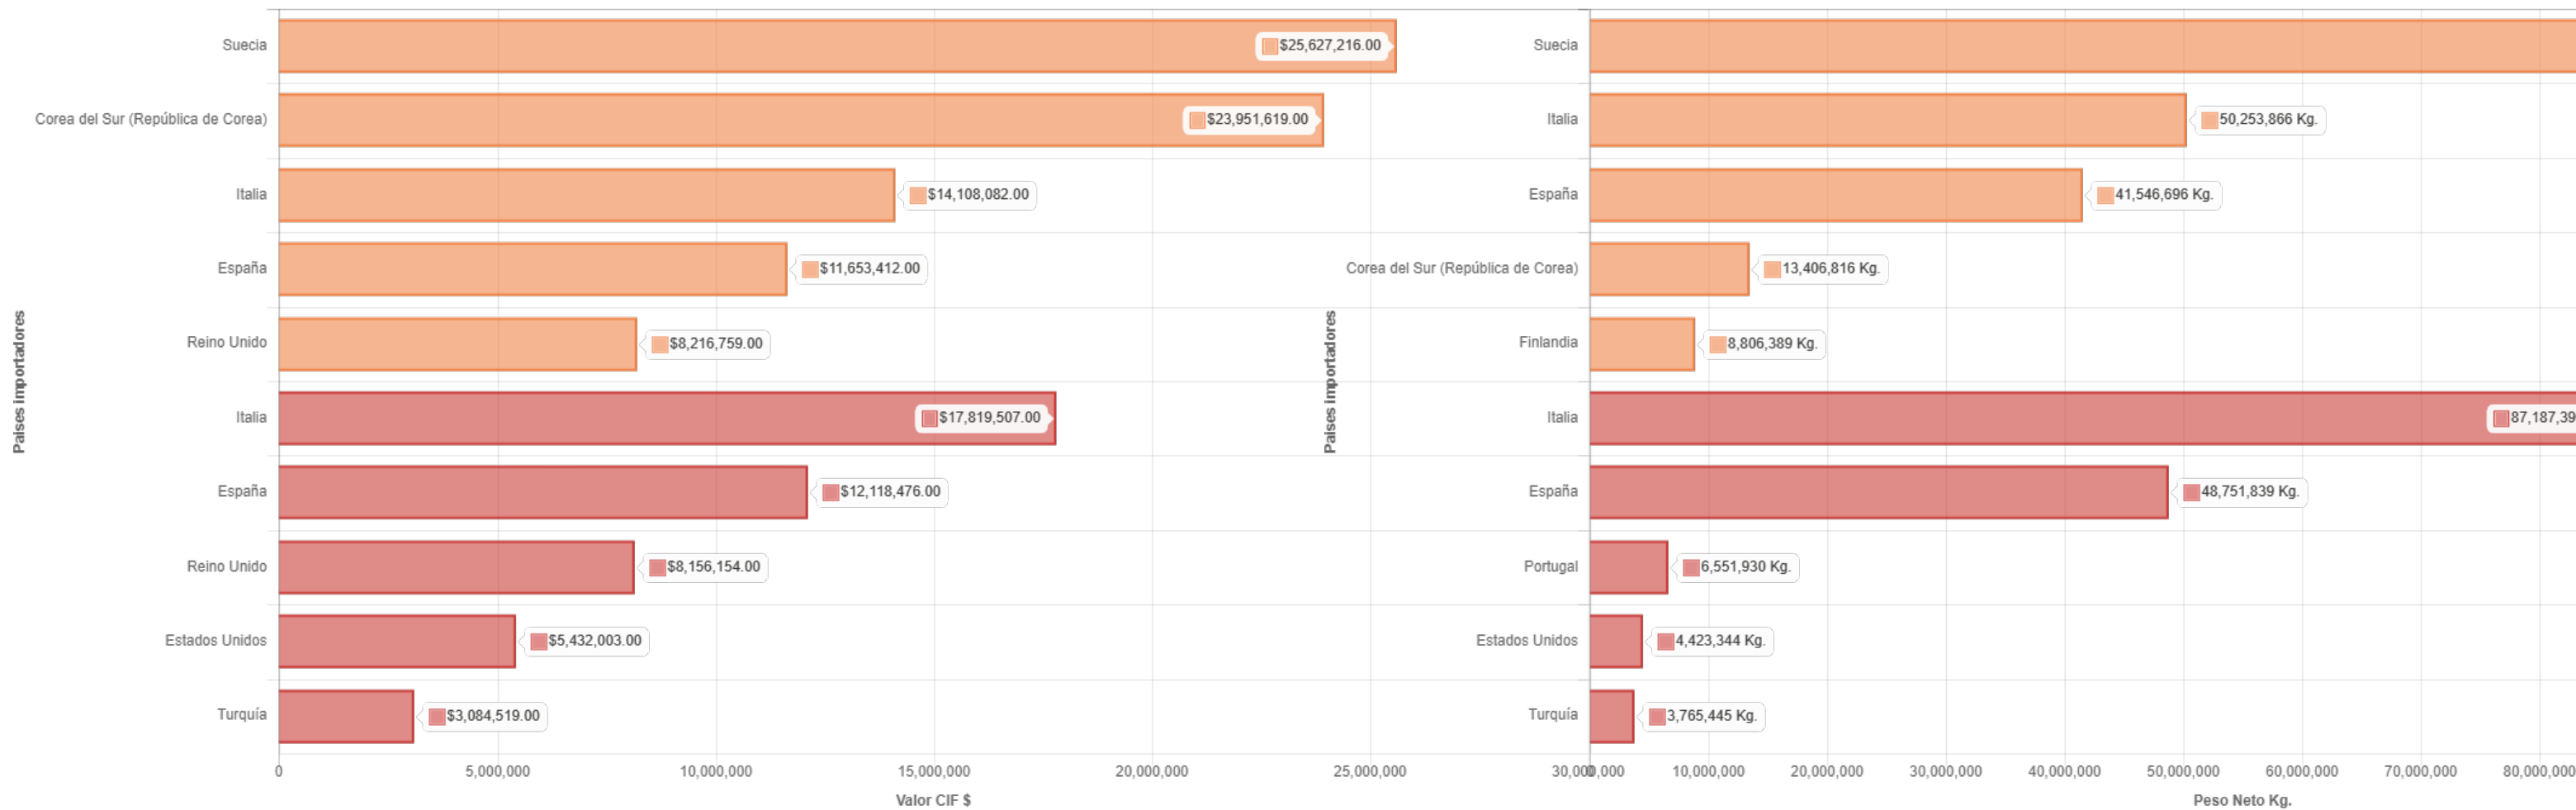 Suecia
$25,627,216.00
Corea del Sur (República de Corea)
$23,951,619.00
Italia
$14,108,082.00
España
$11,653,412.00
Reino Unido
$8,216,759.00
Italia
$17,819,507.00
España
$12,118,476.00
Reino Unido
$8,156,154.00
Estados Unidos
$5,432,003.00
Turquía
$3,084,519.00
Paises importadores
0
5,000,000
10,000,000
15,000,000
20,000,000
25,000,000
Valor CIF $
Suecia
Italia
50,253,866 Kg.
España
41,546,696 Kg.
Corea del Sur (República de Corea)
13,406,816 Kg.
Finlandia
8,806,389 Kg.
Italia
87,187,39
España
48,751,839 Kg.
Portugal
6,551,930 Kg.
Estados Unidos
4,423,344 Kg.
Turquía
3,765,445 Kg.
Paises importadores
10,000,000
20,000,000
30,000,000
40,000,000
50,000,000
60,000,000
70,000,000
80,000,000
Peso Neto Kg.